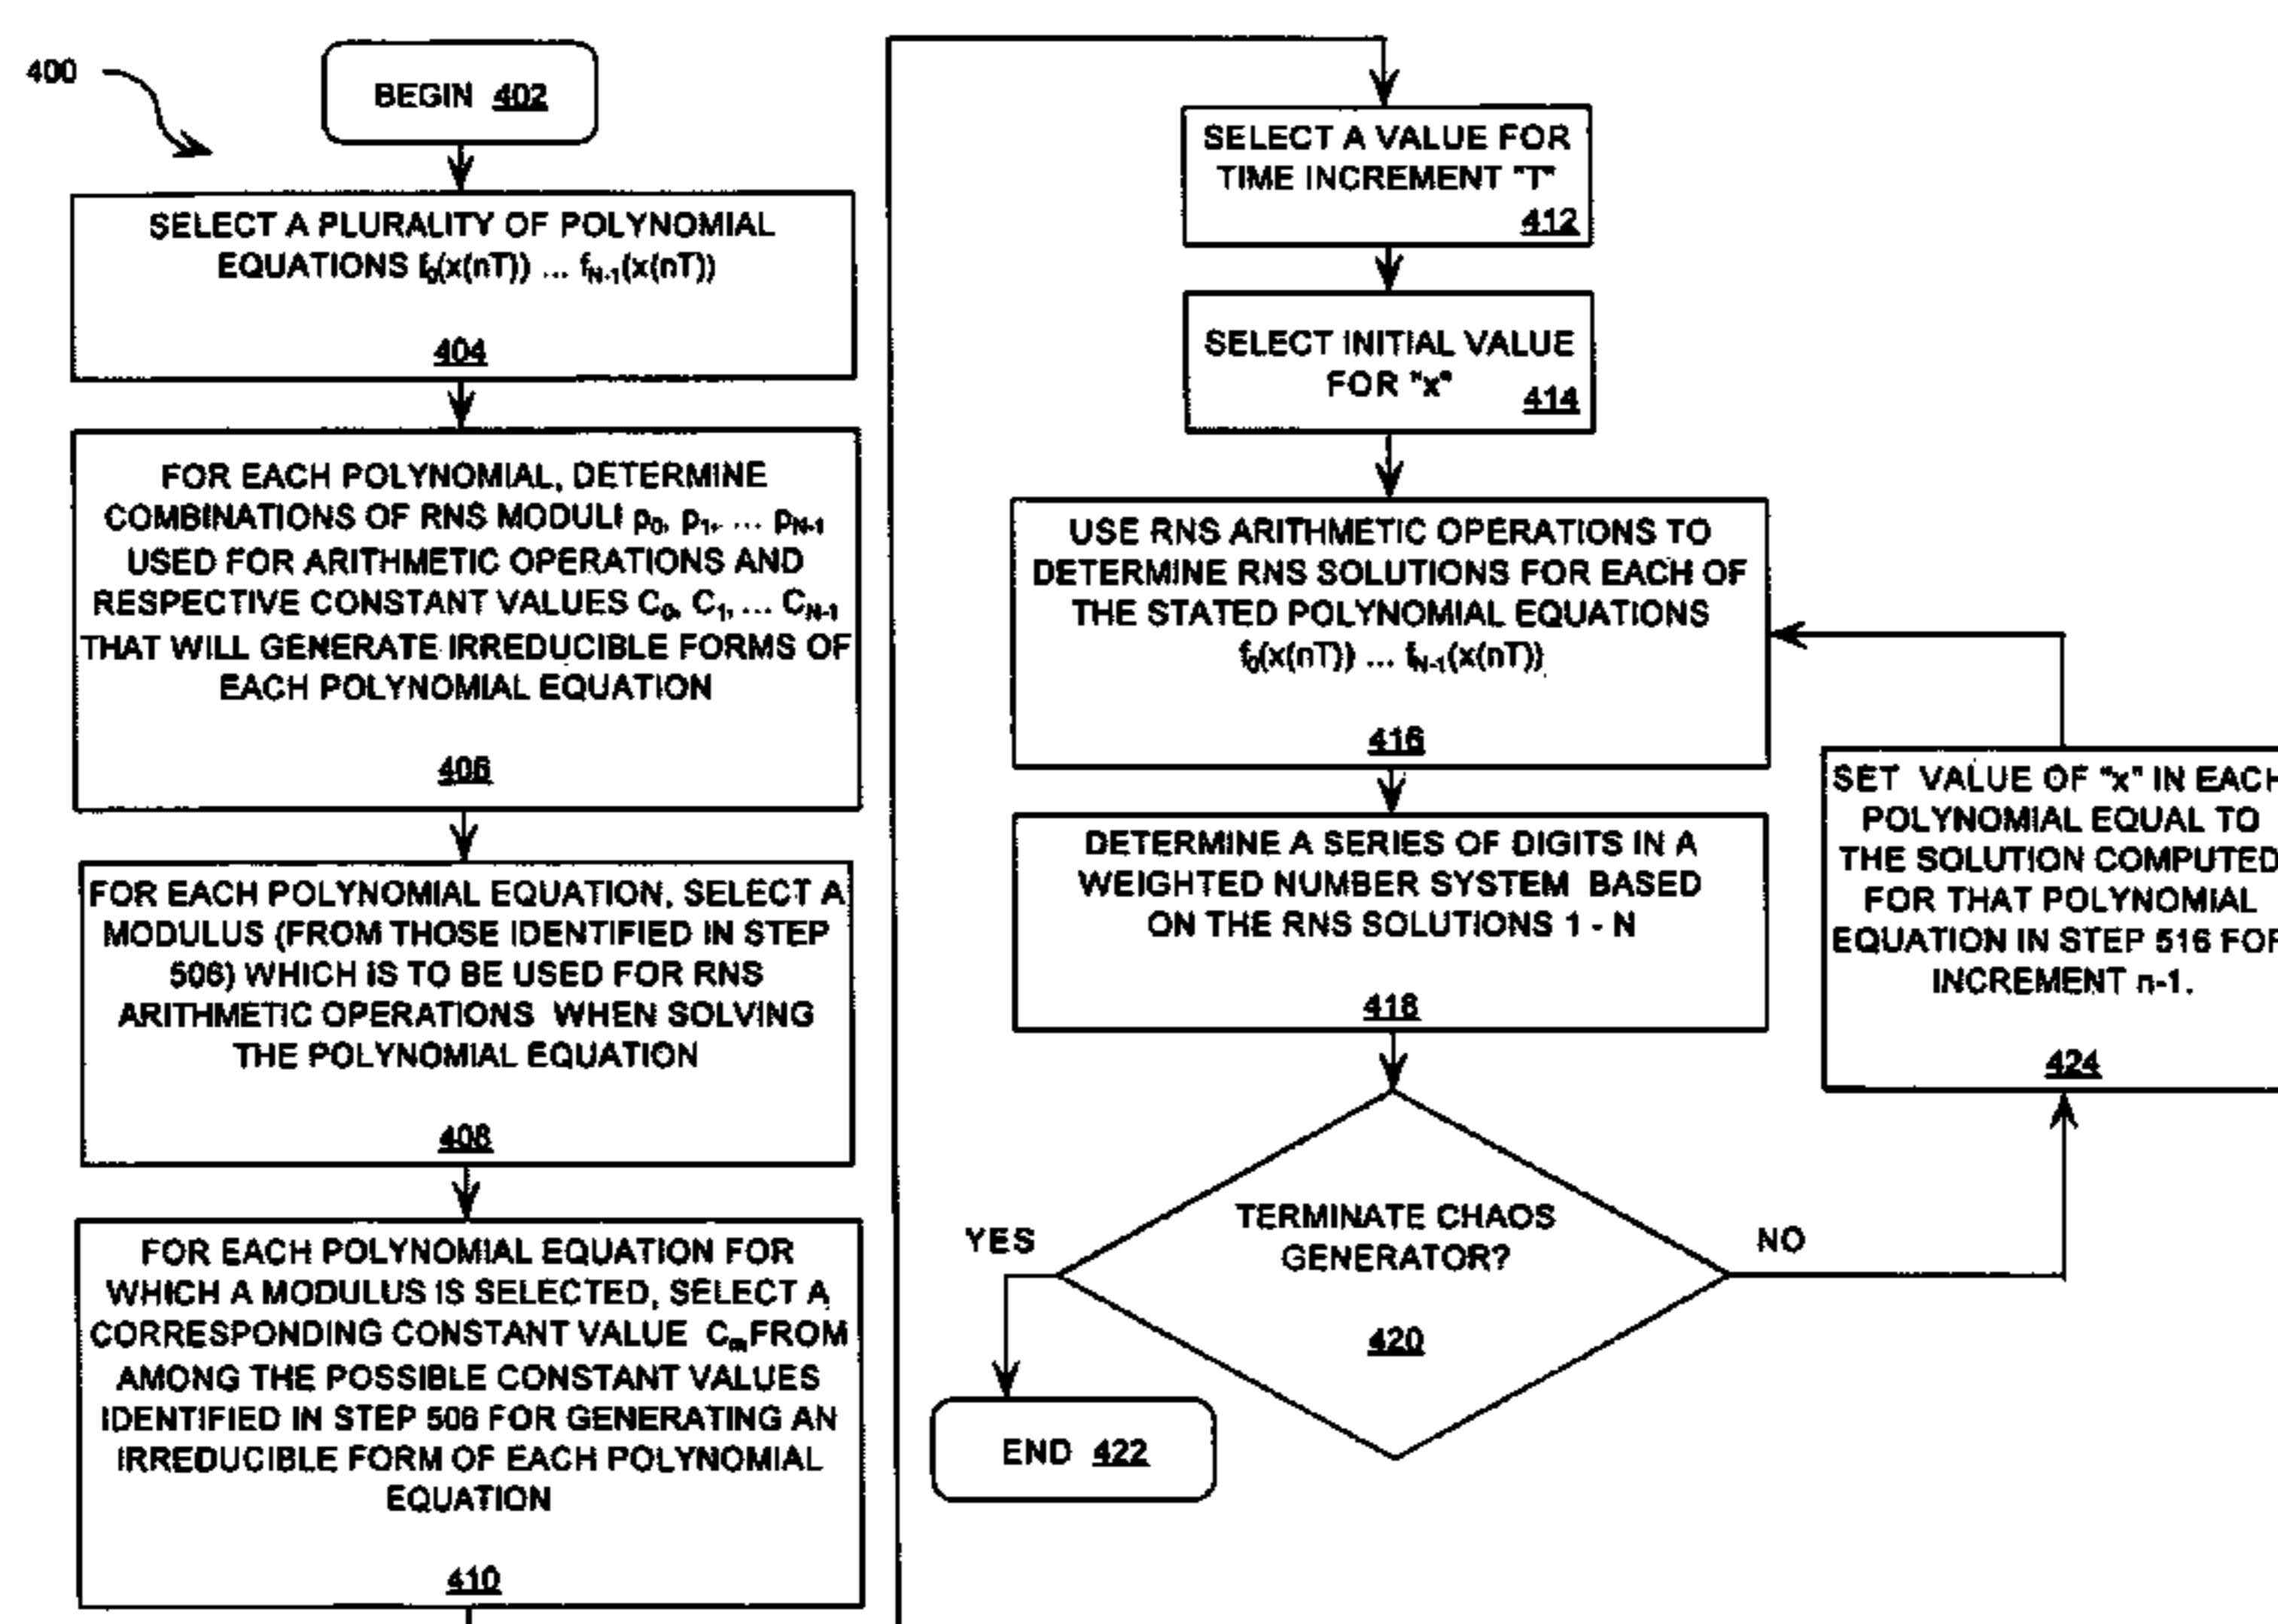 400
BEGIN 402
SELECT A PLURALITY OF POLYNOMIAL
EQUATIONS f₀(x(nT)) ... f_N-1(x(nT))
404
FOR EACH POLYNOMIAL, DETERMINE
COMBINATIONS OF RNS MODULI p₀, p₁, ... p_N-1
USED FOR ARITHMETIC OPERATIONS AND
RESPECTIVE CONSTANT VALUES C₀, C₁, ... C_N-1
THAT WILL GENERATE IRREDUCIBLE FORMS OF
EACH POLYNOMIAL EQUATION
406
FOR EACH POLYNOMIAL EQUATION, SELECT A
MODULUS (FROM THOSE IDENTIFIED IN STEP
506) WHICH IS TO BE USED FOR RNS
ARITHMETIC OPERATIONS WHEN SOLVING
THE POLYNOMIAL EQUATION
408
FOR EACH POLYNOMIAL EQUATION FOR
WHICH A MODULUS IS SELECTED, SELECT A
CORRESPONDING CONSTANT VALUE C_m FROM
AMONG THE POSSIBLE CONSTANT VALUES
IDENTIFIED IN STEP 506 FOR GENERATING AN
IRREDUCIBLE FORM OF EACH POLYNOMIAL
EQUATION
410
SELECT A VALUE FOR
TIME INCREMENT "T"
412
SELECT INITIAL VALUE
FOR "x"
414
USE RNS ARITHMETIC OPERATIONS TO
DETERMINE RNS SOLUTIONS FOR EACH OF
THE STATED POLYNOMIAL EQUATIONS
f₀(x(nT)) ... f_N-1(x(nT))
416
DETERMINE A SERIES OF DIGITS IN A
WEIGHTED NUMBER SYSTEM BASED
ON THE RNS SOLUTIONS 1 - N
418
TERMINATE CHAOS
GENERATOR?
420
YES
NO
END 422
SET VALUE OF "x" IN EACH
POLYNOMIAL EQUAL TO
THE SOLUTION COMPUTED
FOR THAT POLYNOMIAL
EQUATION IN STEP 516 FOR
INCREMENT n-1.
424